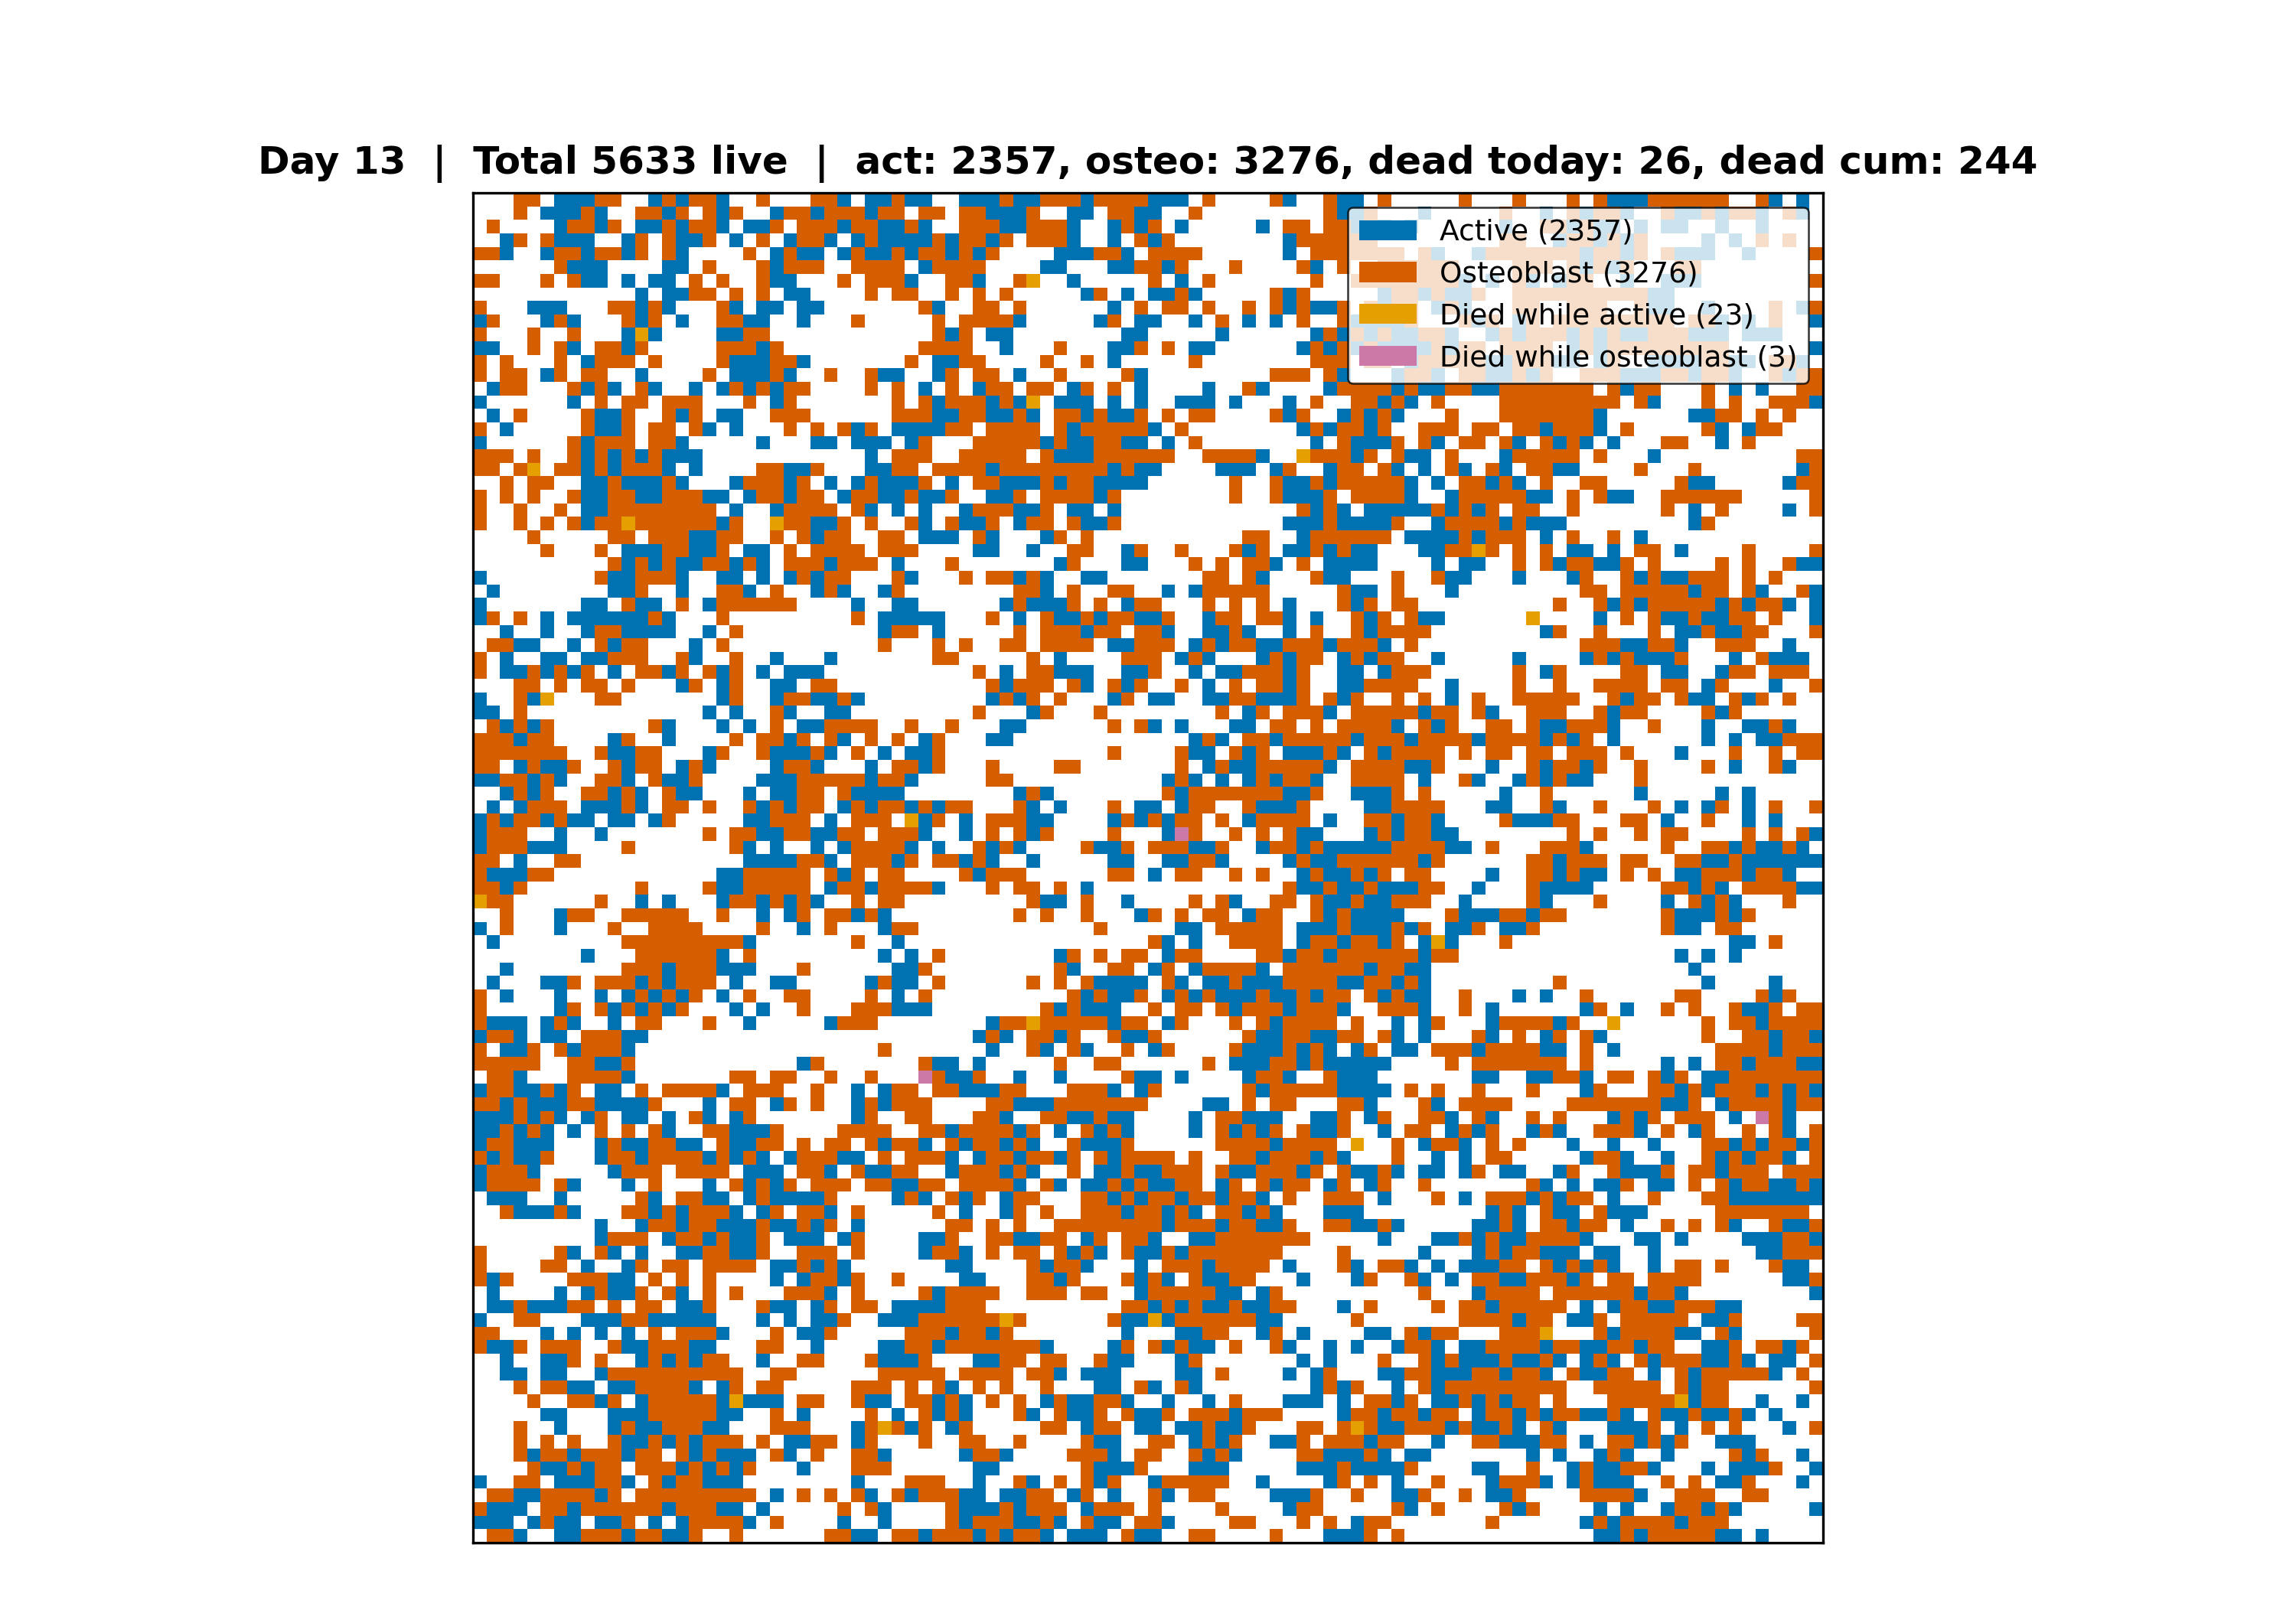 Day 13 | Total 5633 live | act: 2357, osteo: 3276, dead today: 26, dead cum: 244
Active (2357)
Osteoblast (3276)
Died while active (23)
Died while osteoblast (3)